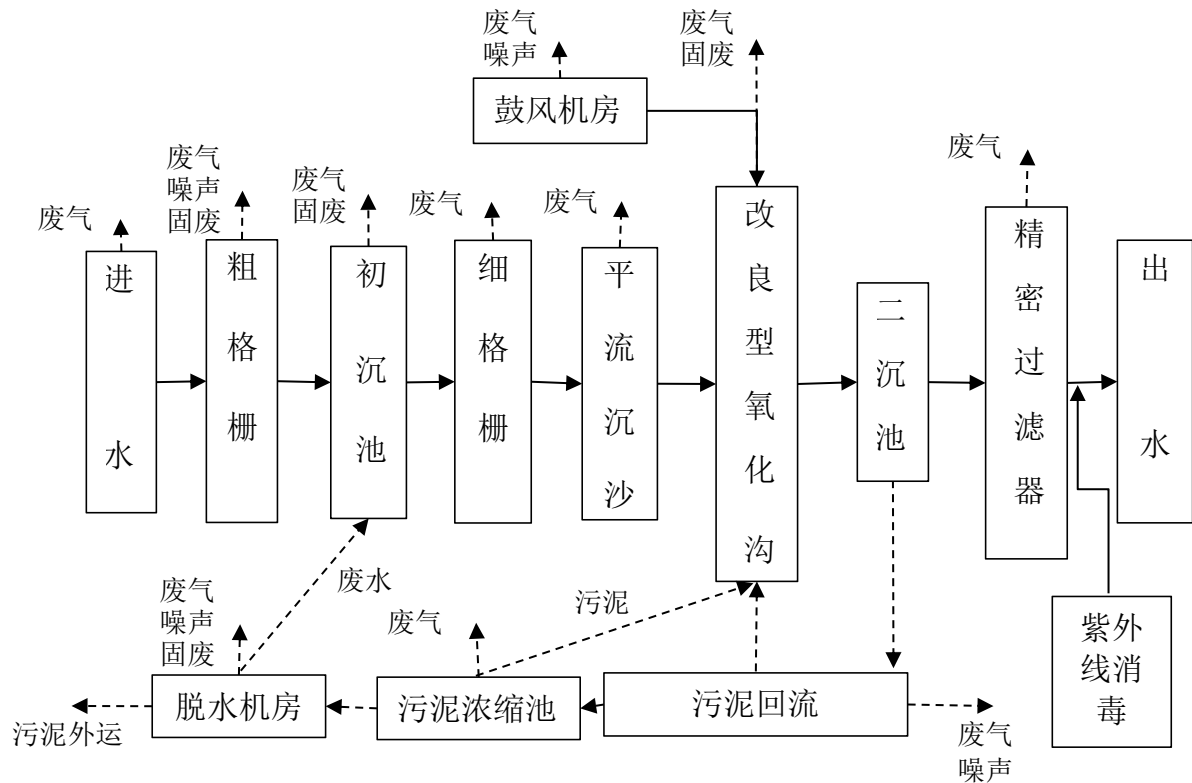 废气
噪声
废气
固废
鼓风机房
废气
废气
噪声
固废
废气
固废
废气
废气
废气
进水
粗格栅
初沉池
细格栅
平流沉沙
改良型氧化沟
二沉池
精密过滤器
出水
废水
污泥
废气
噪声
固废
废气
紫外
线消
毒
脱水机房
污泥浓缩池
污泥回流
污泥外运
废气
噪声